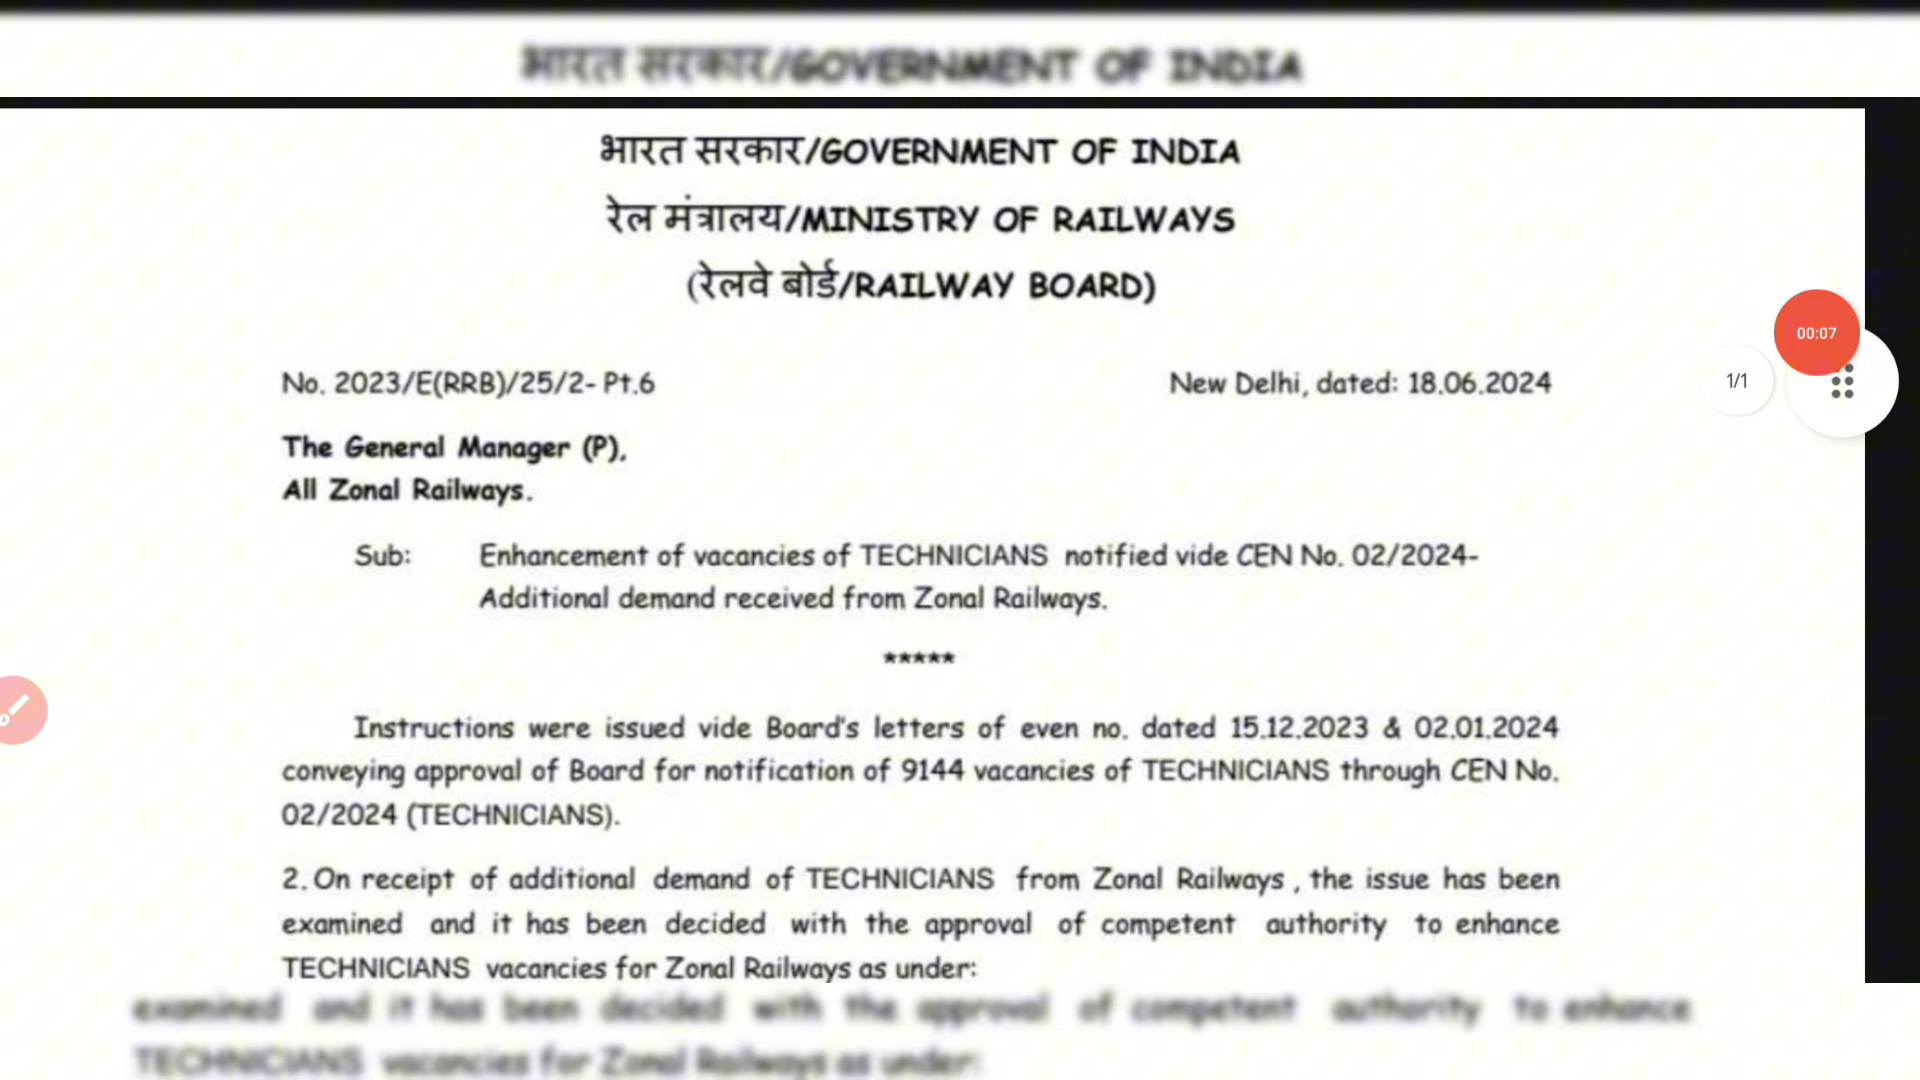 भारत सरकार/GOVERNMENT OF INDIA
भारत सरकार/GOVERNMENT OF INDIA
रेल मंत्रालय/MINISTRY OF RAILWAYS
(रेलवे बोर्ड/RAILWAY BOARD)
00:07
1/1
No. 2023/E(RRB)/25/2- Pt.6 New Delhi, dated: 18.06.2024
The General Manager (P),
All Zonal Railways.
Sub: Enhancement of vacancies of TECHNICIANS notified vide CEN No. 02/2024-
Additional demand received from Zonal Railways.
*****
Instructions were issued vide Board's letters of even no. dated 15.12.2023 & 02.01.2024
conveying approval of Board for notification of 9144 vacancies of TECHNICIANS through CEN No.
02/2024 (TECHNICIANS).
2. On receipt of additional demand of TECHNICIANS from Zonal Railways , the issue has been
examined and it has been decided with the approval of competent authority to enhance
TECHNICIANS vacancies for Zonal Railways as under:
examined and it has been decided with the approval of competent authority to enhance
TECHNICIANS vacancies for Zonal Railways as under: